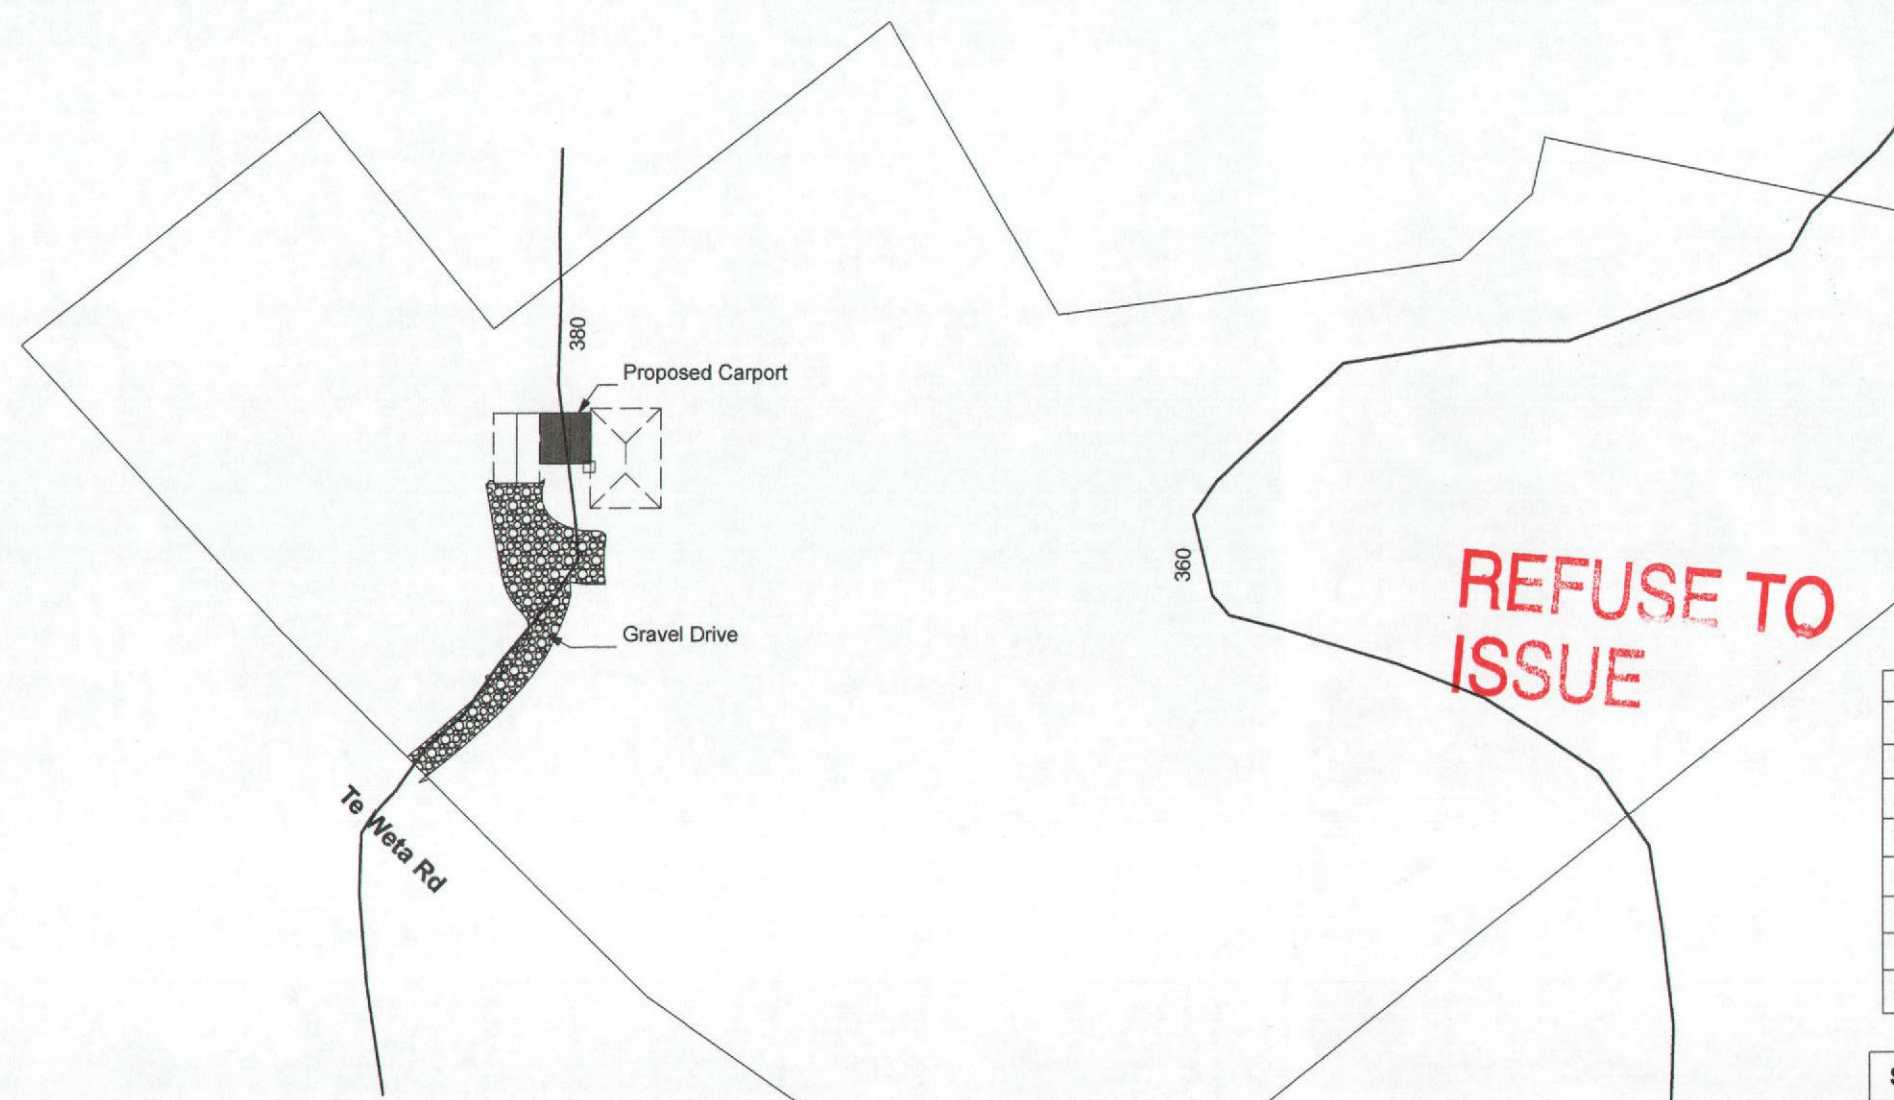 380
Proposed Carport
360
REFUSE TO
ISSUE
Gravel Drive
Te Weta Rd